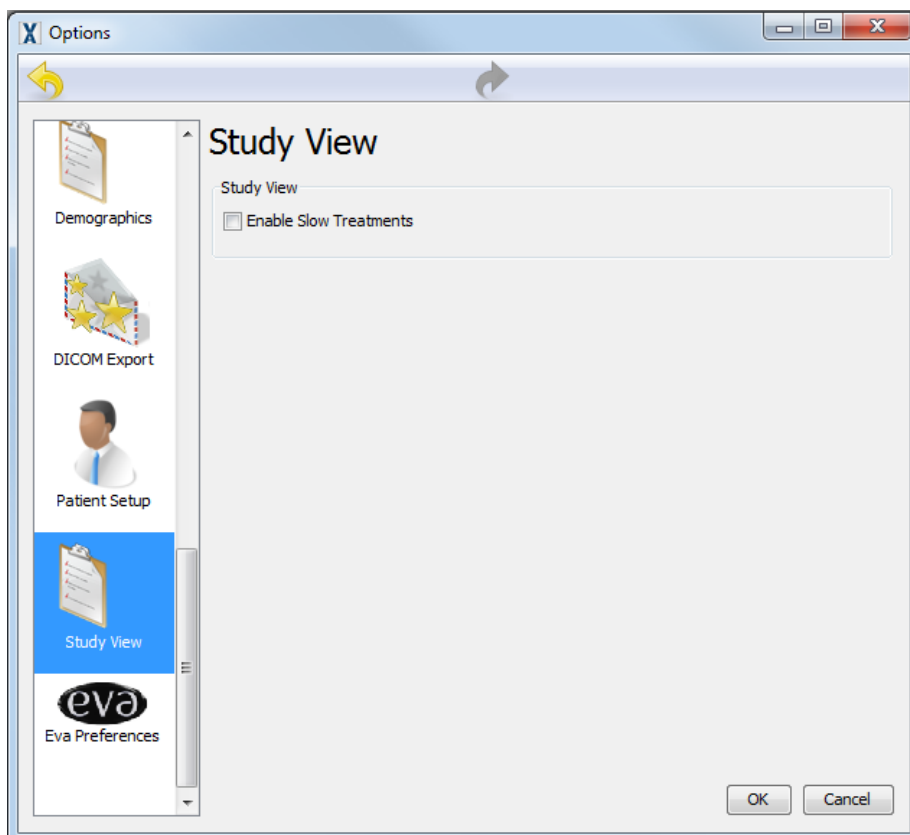 Options
Demographics
DICOM Export
Patient Setup
Study View
eva
Eva Preferences
Study View
Study View
Enable Slow Treatments
OK
Cancel